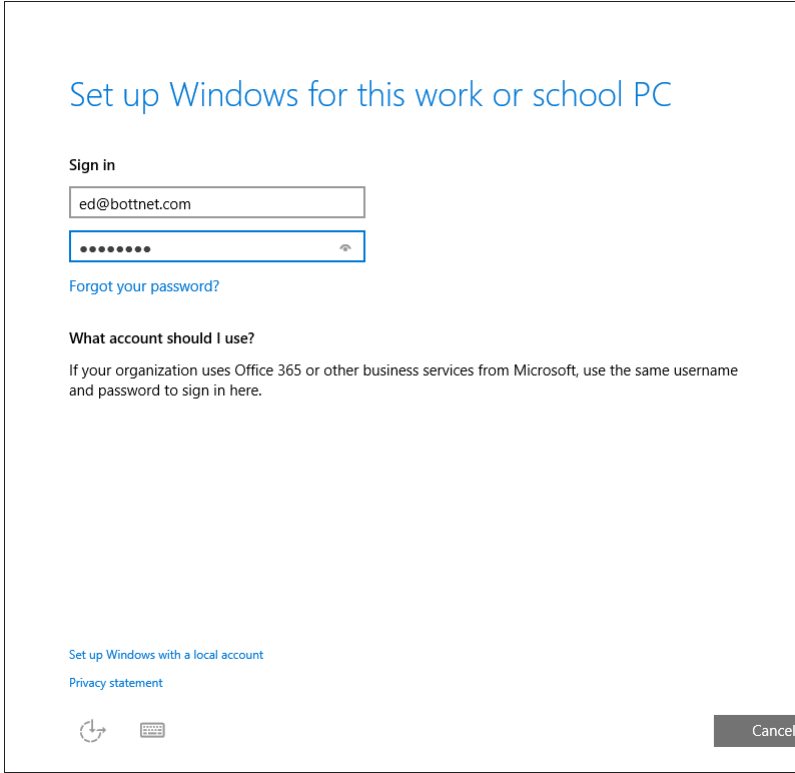 Set up Windows for this work or school PC
Sign in
ed@bottnet.com
••••••••
Forgot your password?
What account should I use?
If your organization uses Office 365 or other business services from Microsoft, use the same username
and password to sign in here.
Set up Windows with a local account
Privacy statement
Cancel